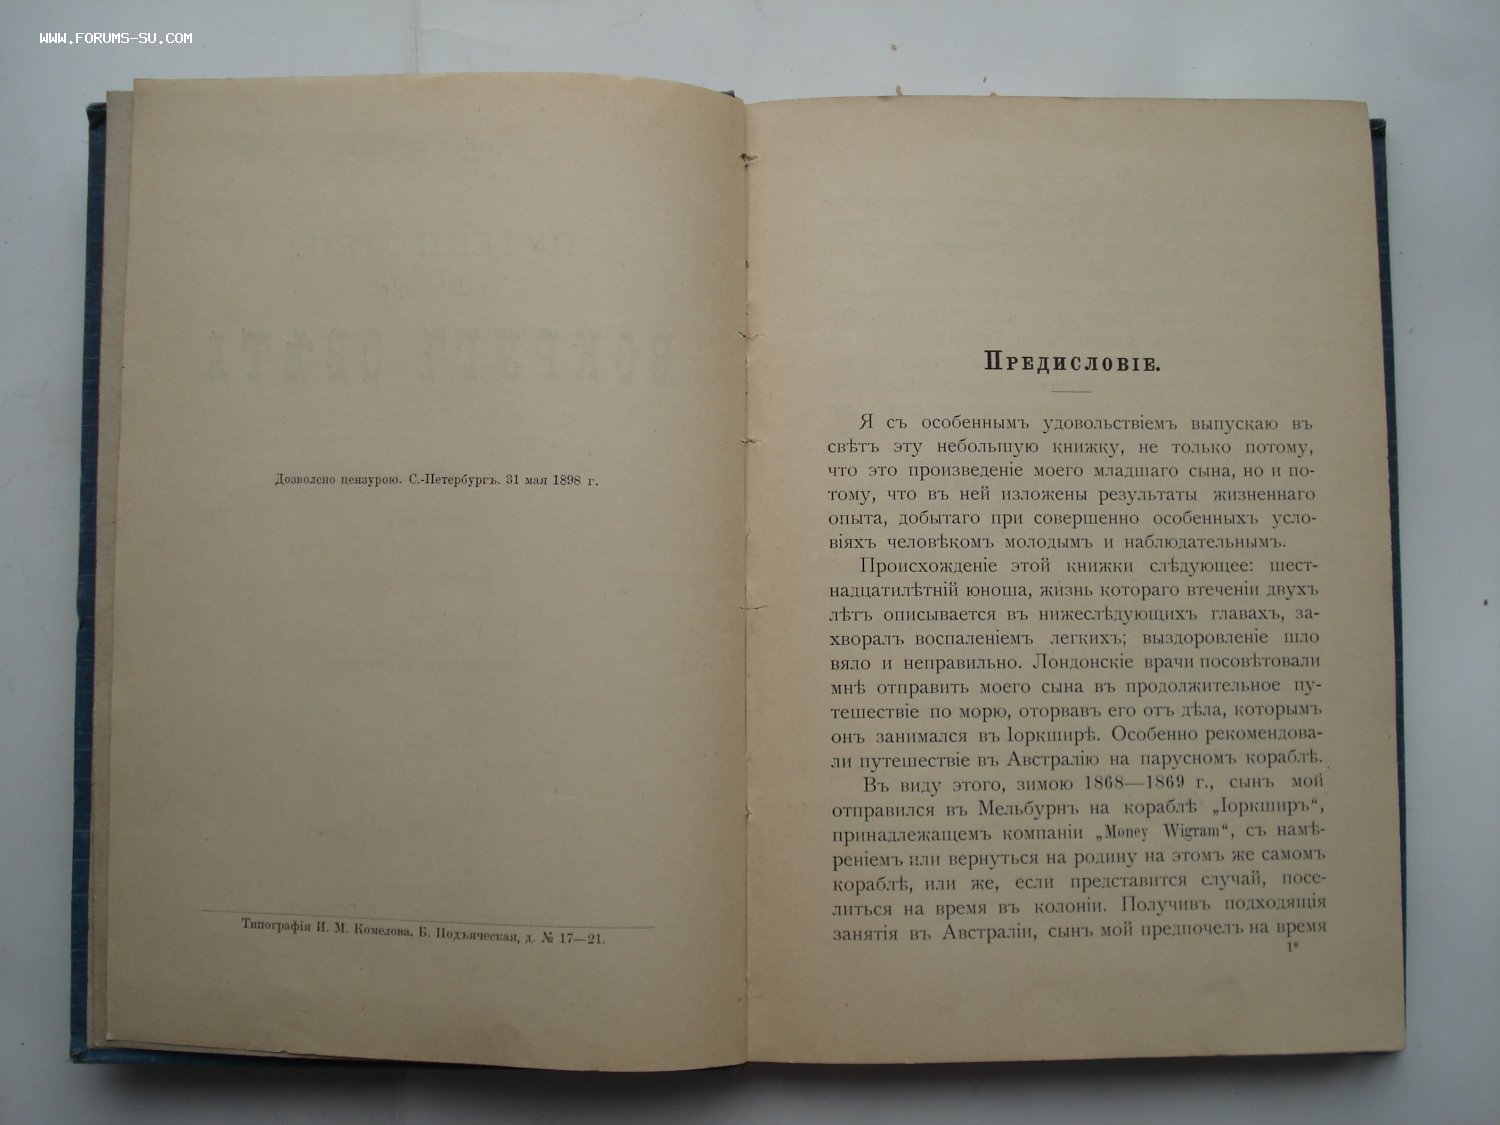 WWW.FORUMS-SU.COM
Дозволено цензурою. С.-Петербургъ. 31 мая 1898 г.
Типографія И. М. Комелова. Б. Подъяческая, д. № 17—21.
Предисловіе.
Я съ особеннымъ удовольствіемъ выпускаю въ
свѣтъ эту небольшую книжку, не только потому,
что это произведеніе моего младшаго сына, но и по-
тому, что въ ней изложены результаты жизненнаго
опыта, добытаго при совершенно особенныхъ усло-
віяхъ человѣкомъ молодымъ и наблюдательнымъ.
Происхожденіе этой книжки слѣдующее: шест-
надцатилѣтній юноша, жизнь котораго втеченіи двухъ
лѣтъ описывается въ нижеслѣдующихъ главахъ, за-
хворалъ воспаленіемъ легкихъ; выздоровленіе шло
вяло и неправильно. Лондонскіе врачи посовѣтовали
мнѣ отправить моего сына въ продолжительное пу-
тешествіе по морю, оторвавъ его отъ дѣла, которымъ
онъ занимался въ Іоркширѣ. Особенно рекомендова-
ли путешествіе въ Австралію на парусномъ кораблѣ.
Въ виду этого, зимою 1868—1869 г., сынъ мой
отправился въ Мельбурнъ на кораблѣ „Іоркширъ“,
принадлежащемъ компаніи „Money Wigram“, съ намѣ-
реніемъ или вернуться на родину на этомъ же самомъ
кораблѣ, или же, если представится случай, посе-
литься на время въ колоніи. Получивъ подходящія
занятія въ Австраліи, сынъ мой предпочелъ на время
1*